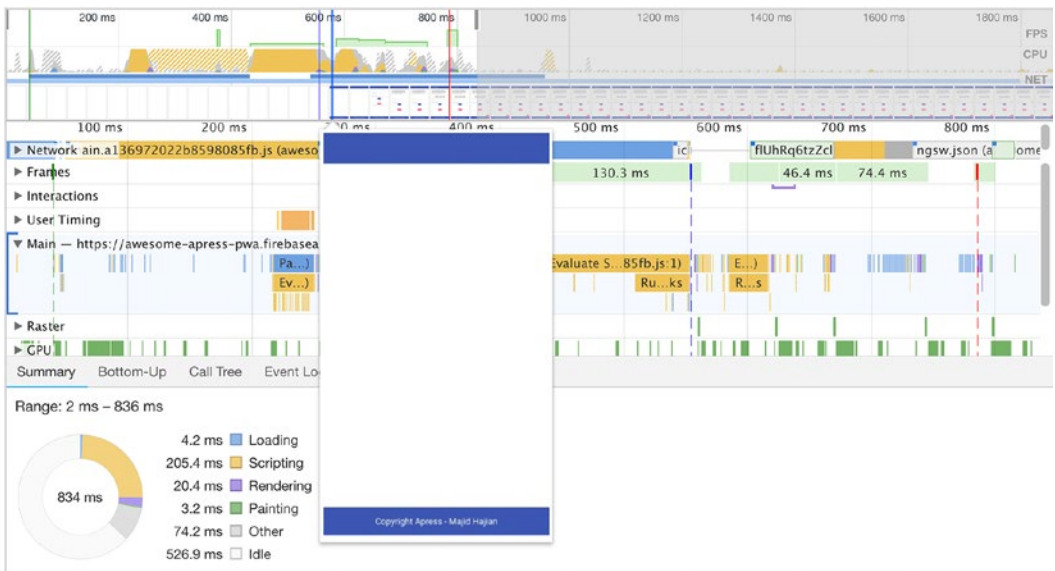 200 ms 400 ms 600 ms 800 ms 1000 ms 1200 ms 1400 ms 1600 ms 1800 ms
FPS
CPU
NET
100 ms 200 ms 400 ms 500 ms 600 ms 700 ms 800 ms
Network ain.a136972022b8598085fb.js (aweso ic flUhRq6tzZcl ngsw.json (a ome
Frames 130.3 ms 46.4 ms 74.4 ms
Interactions
User Timing
Main — https://awesome-apress-pwa.firebasea
Pa...) Evaluate S...85fb.js:1) E...)
Ev...) Ru...ks R...s
Raster
GPU
Summary Bottom-Up Call Tree Event Lo
Range: 2 ms – 836 ms
834 ms
4.2 ms Loading
205.4 ms Scripting
20.4 ms Rendering
3.2 ms Painting
74.2 ms Other
526.9 ms Idle
Copyright Apress - Majid Hajian